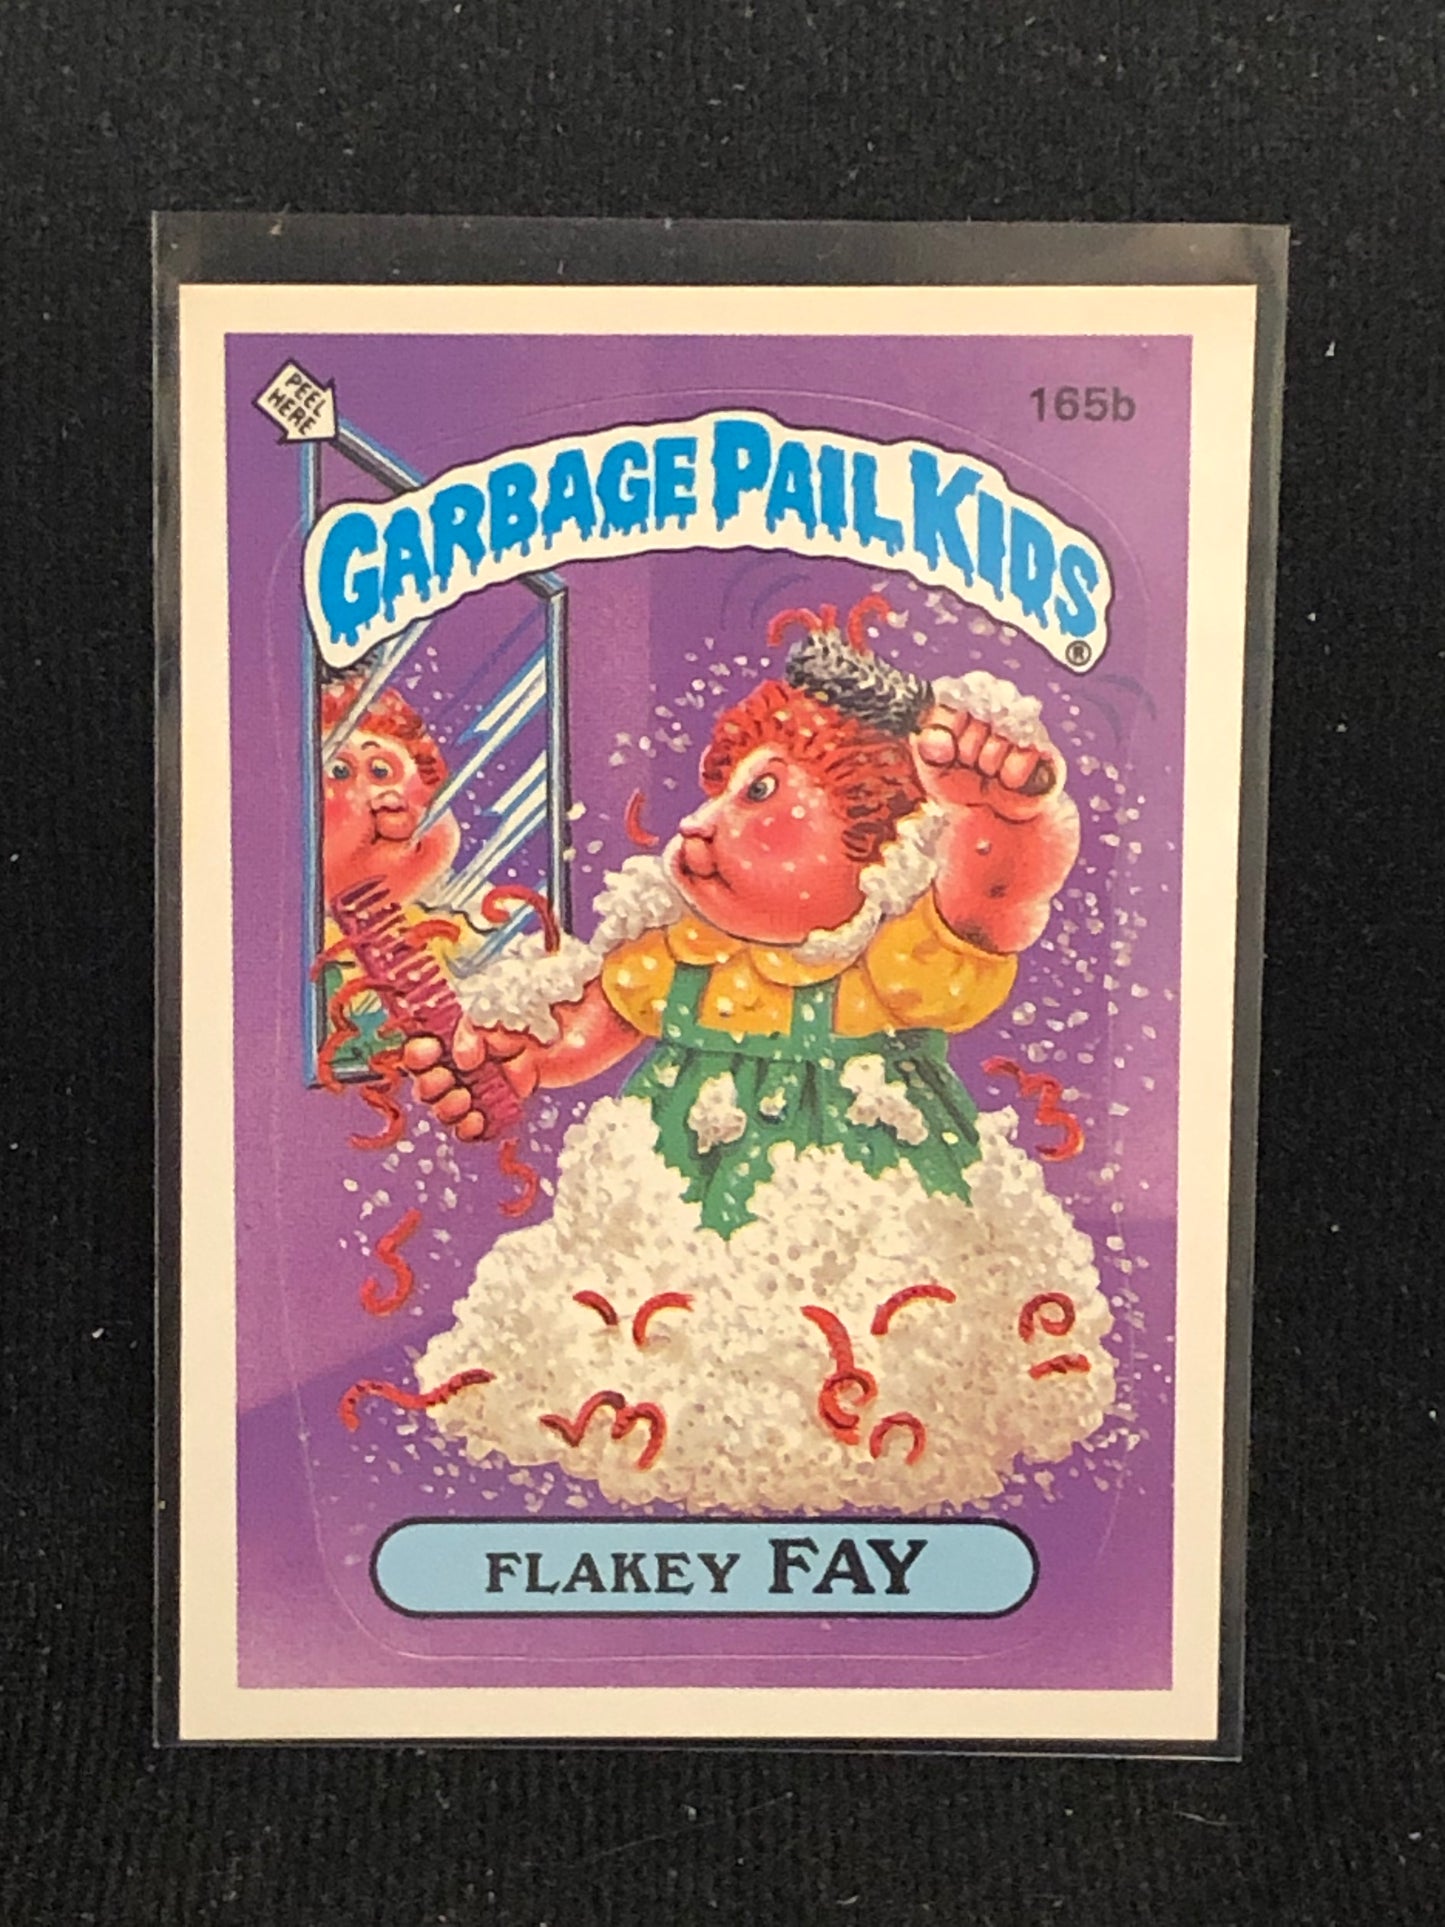 PEEL
HERE
165b
GARBAGE PAIL KIDS
®
FLAKEY FAY